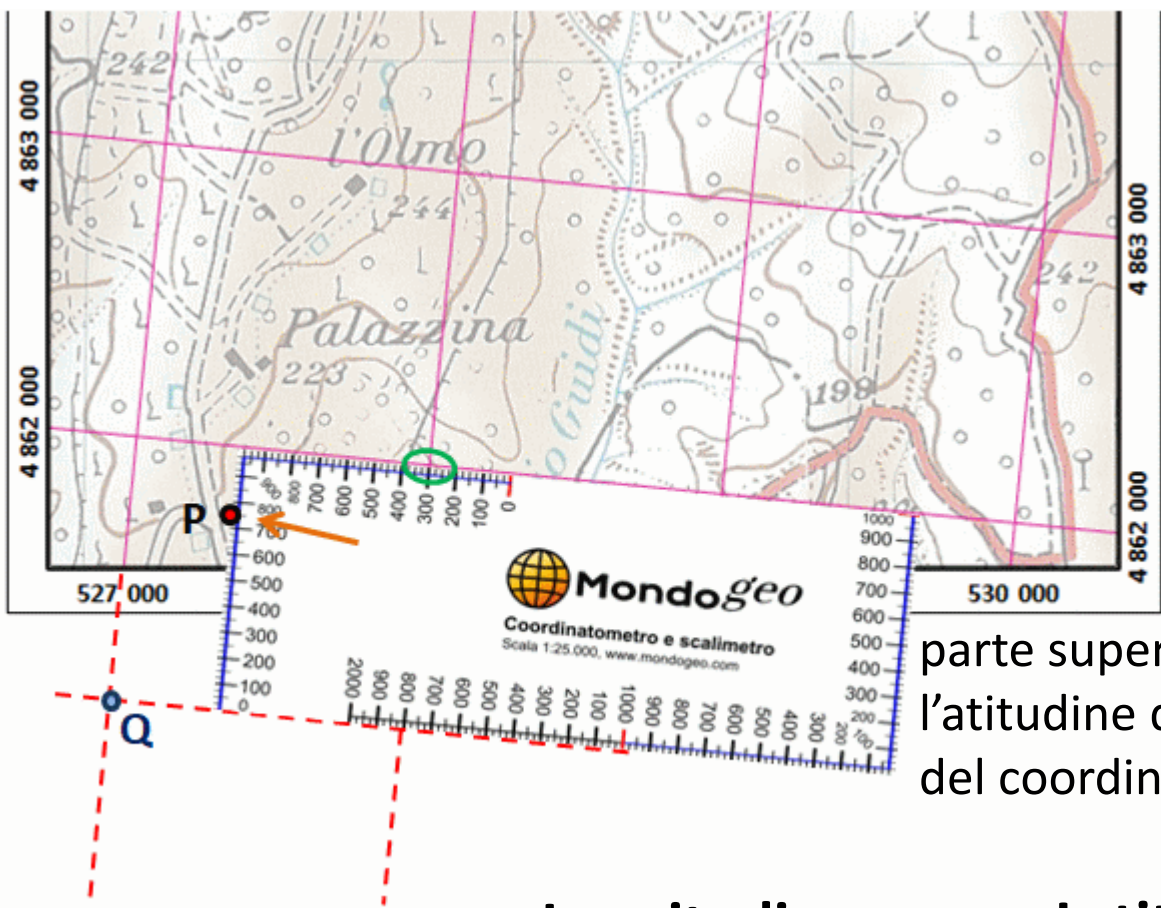 242
4 863 000
l'Olmo
244
4 863 000
242
Palazzina
223
o Guidi
199
4 862 000
4 862 000
900 800 700 600 500 400 300 200 100 0
P
900
800
700
600
500
400
300
200
100
0
1000
900
800
700
600
500
400
300
200
100
527 000
530 000
Mondogeo
Coordinatometro e scalimetro
Scala 1:25.000, www.mondogeo.com
2000 900 800 700 600 500 400 300 200 100 1000 900 800 700 600 500 400 300 200 100
Q
parte super
l'atitudine
del coordin